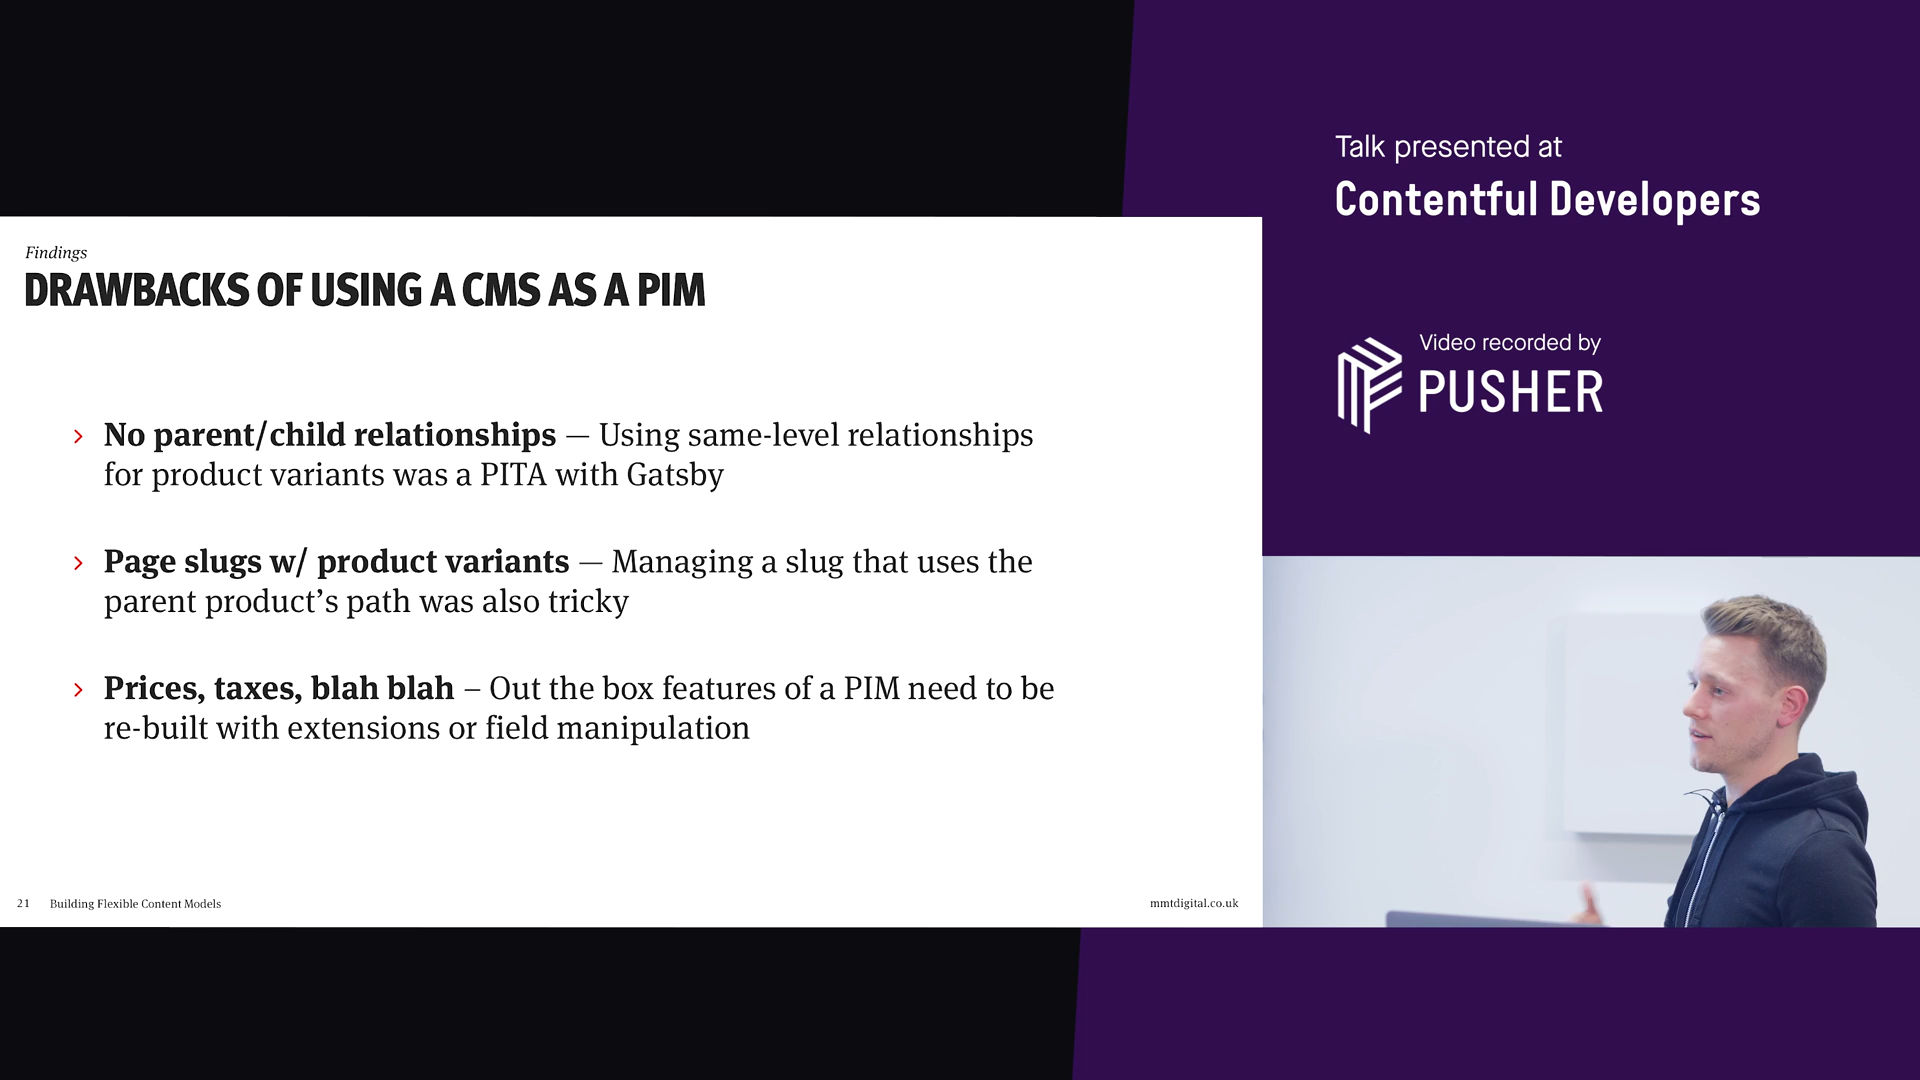 Talk presented at
Contentful Developers
Video recorded by
PUSHER
Findings
DRAWBACKS OF USING A CMS AS A PIM
› No parent/child relationships — Using same-level relationships
for product variants was a PITA with Gatsby
› Page slugs w/ product variants — Managing a slug that uses the
parent product’s path was also tricky
› Prices, taxes, blah blah – Out the box features of a PIM need to be
re-built with extensions or field manipulation
21 Building Flexible Content Models
mmtdigital.co.uk